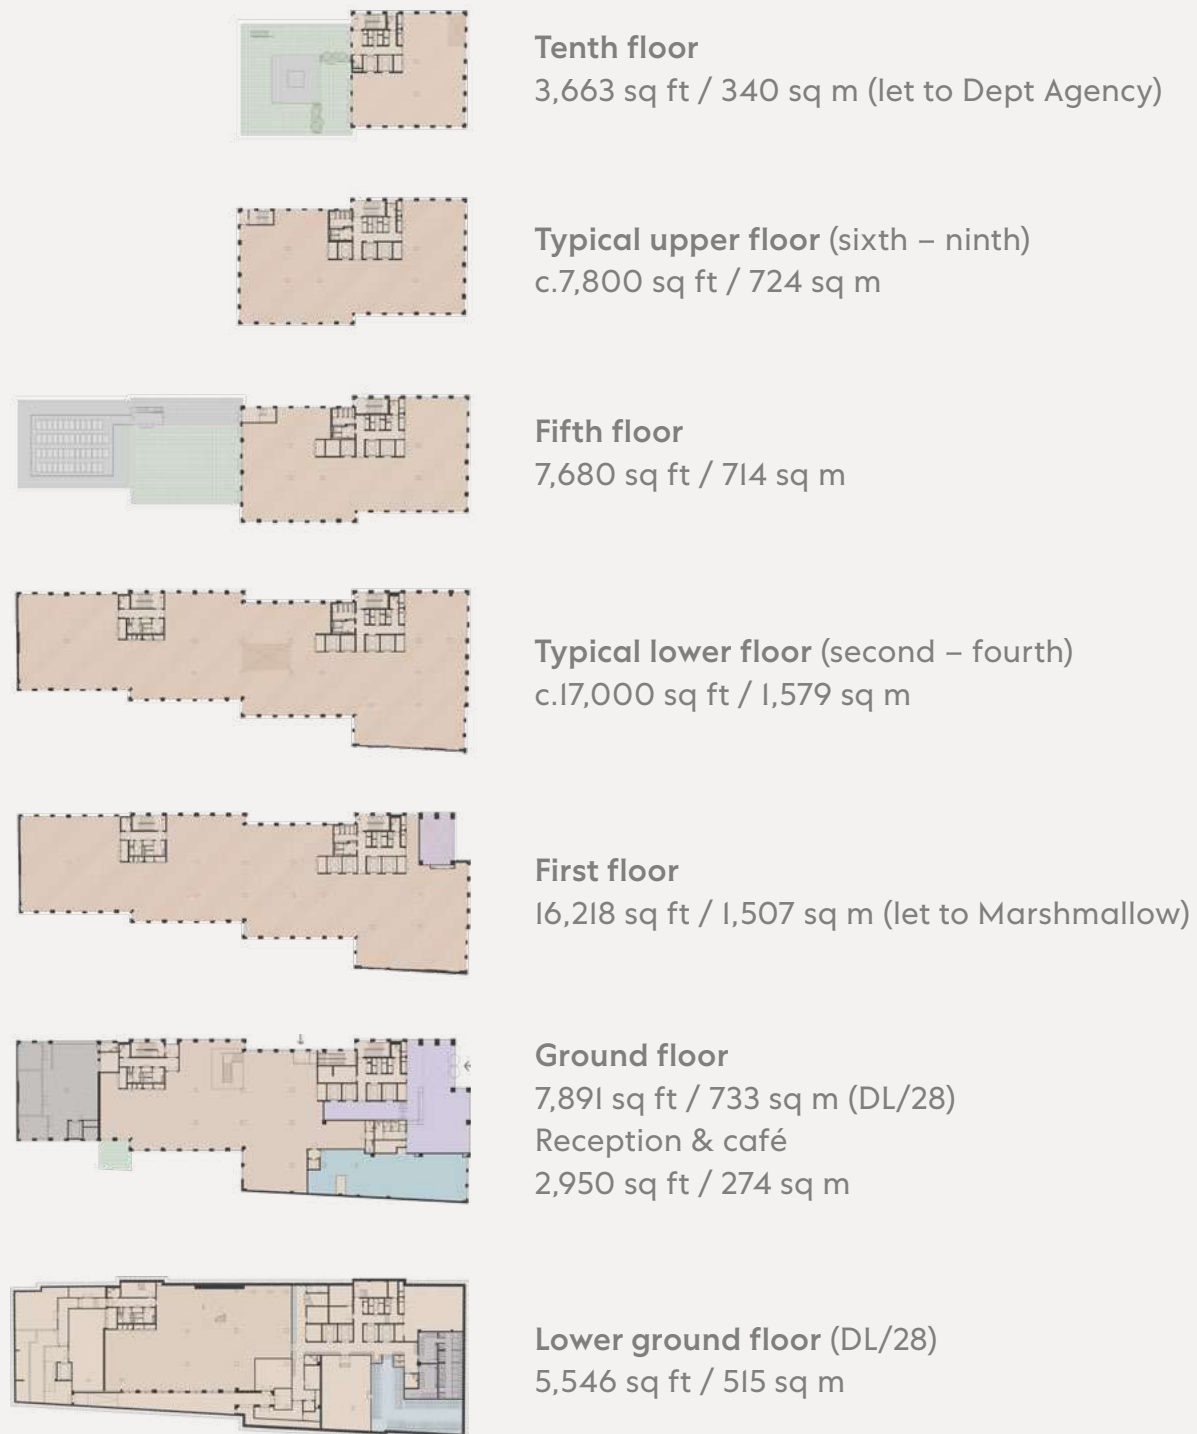 Tenth floor
3,663 sq ft / 340 sq m (let to Dept Agency)
Typical upper floor (sixth – ninth)
c.7,800 sq ft / 724 sq m
Fifth floor
7,680 sq ft / 714 sq m
Typical lower floor (second – fourth)
c.17,000 sq ft / 1,579 sq m
First floor
16,218 sq ft / 1,507 sq m (let to Marshmallow)
Ground floor
7,891 sq ft / 733 sq m (DL/28)
Reception & café
2,950 sq ft / 274 sq m
Lower ground floor (DL/28)
5,546 sq ft / 515 sq m